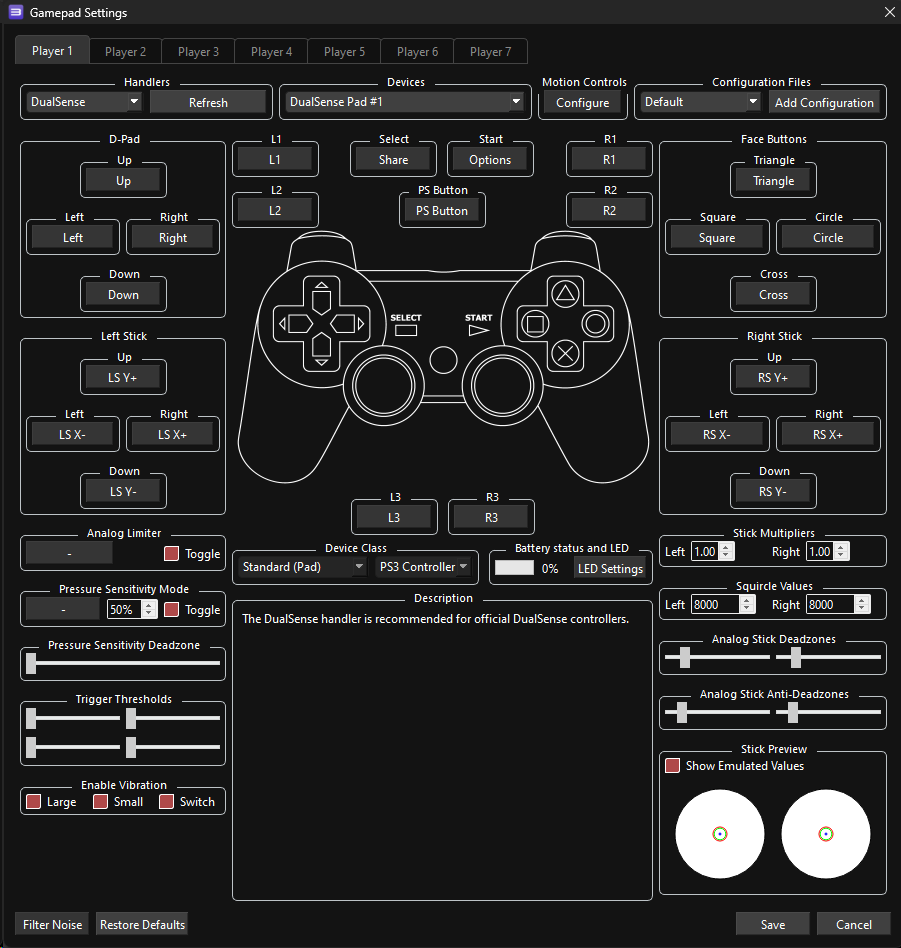 Gamepad Settings
Player 1 Player 2 Player 3 Player 4 Player 5 Player 6 Player 7
Handlers Devices Motion Controls Configuration Files
DualSense Refresh DualSense Pad #1 Configure Default Add Configuration
D-Pad L1 Select Start R1 Face Buttons
Up L1 Share Options R1 Triangle
Up L2 PS Button R2 Triangle
L2 PS Button R2
Left Right Square Circle
Left Right Square Circle
Down Cross
Down Cross
SELECT START
Left Stick Right Stick
Up Up
LS Y+ RS Y+
Left Right Left Right
LS X- LS X+ RS X- RS X+
Down Down
LS Y- RS Y-
L3 R3
L3 R3
Analog Limiter Stick Multipliers
- Toggle Left 1.00 Right 1.00
Device Class Battery status and LED
Standard (Pad) PS3 Controller 0% LED Settings
Pressure Sensitivity Mode Squircle Values
- 50% Toggle Left 8000 Right 8000
Description
The DualSense handler is recommended for official DualSense controllers.
Pressure Sensitivity Deadzone Analog Stick Deadzones
Trigger Thresholds Analog Stick Anti-Deadzones
Enable Vibration Stick Preview
Large Small Switch Show Emulated Values
Filter Noise Restore Defaults Save Cancel